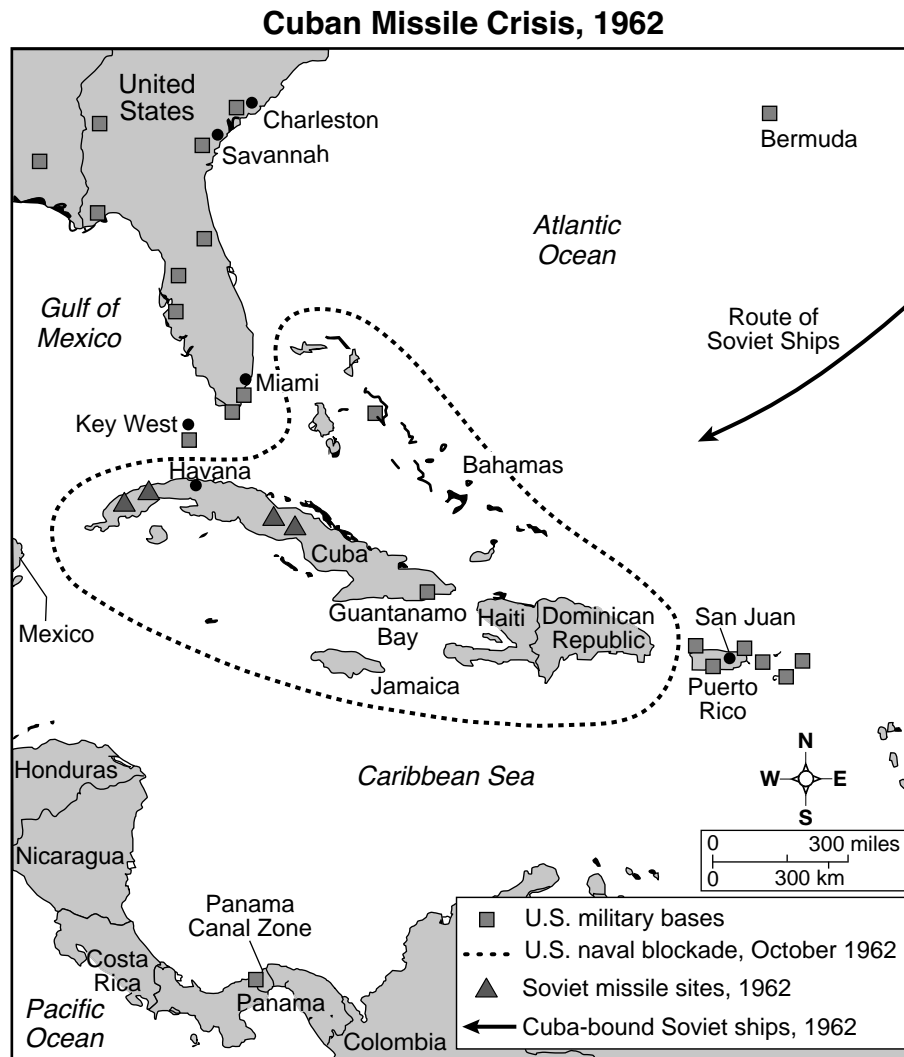 Cuban Missile Crisis, 1962
United
States
Charleston
Savannah
Bermuda
Atlantic
Ocean
Gulf of
Mexico
Route of
Soviet Ships
Miami
Key West
Havana
Bahamas
Cuba
Mexico
Guantanamo
Bay
Haiti
Dominican
Republic
San Juan
Jamaica
Puerto
Rico
Honduras
Caribbean Sea
N
W
E
S
Nicaragua
0
300 miles
0
300 km
Panama
Canal Zone
Costa
Rica
Panama
Pacific
Ocean
Colombia
U.S. military bases
U.S. naval blockade, October 1962
Soviet missile sites, 1962
Cuba-bound Soviet ships, 1962